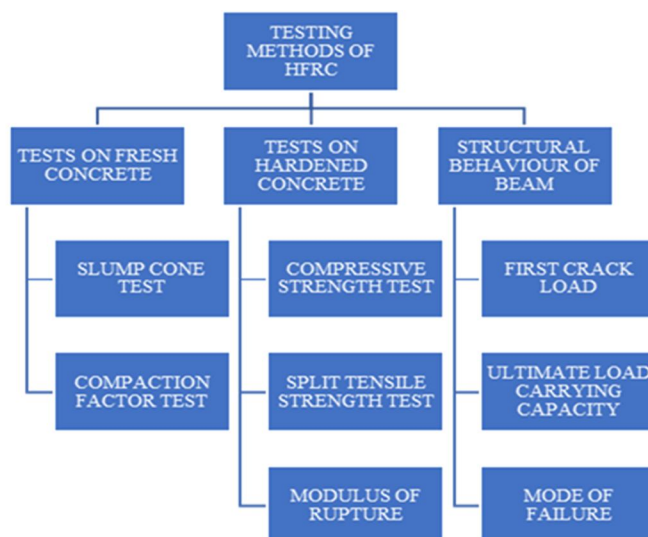 TESTING
METHODS OF
HFRC
TESTS ON FRESH
CONCRETE
SLUMP CONE
TEST
COMPACTION
FACTOR TEST
TESTS ON
HARDENED
CONCRETE
COMPRESSIVE
STRENGTH TEST
SPLIT TENSILE
STRENGTH TEST
MODULUS OF
RUPTURE
STRUCTURAL
BEHAVIOUR OF
BEAM
FIRST CRACK
LOAD
ULTIMATE LOAD
CARRYING
CAPACITY
MODE OF
FAILURE